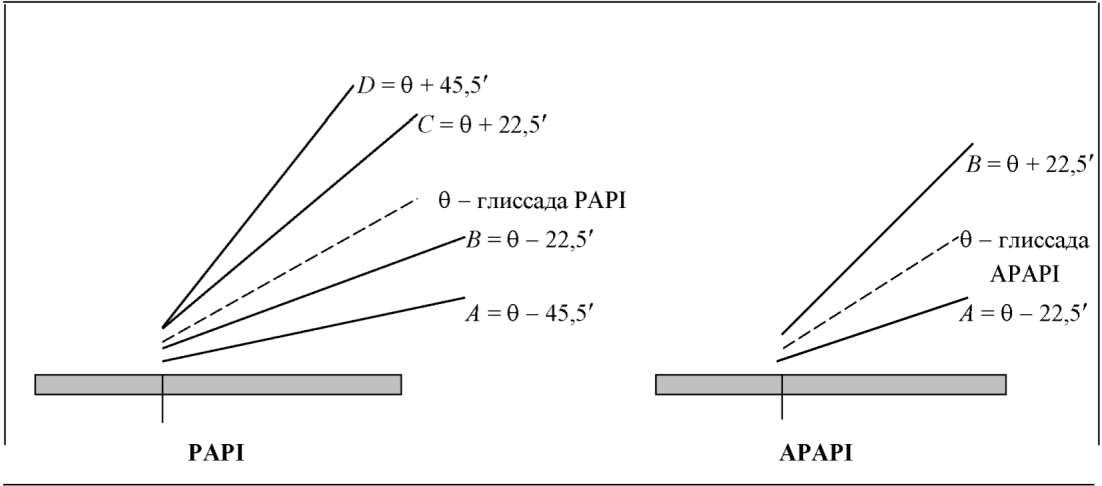 D = θ + 45,5′
C = θ + 22,5′
θ – глиссада PAPI
B = θ – 22,5′
A = θ – 45,5′
PAPI
B = θ + 22,5′
θ – глиссада
APAPI
A = θ – 22,5′
APAPI